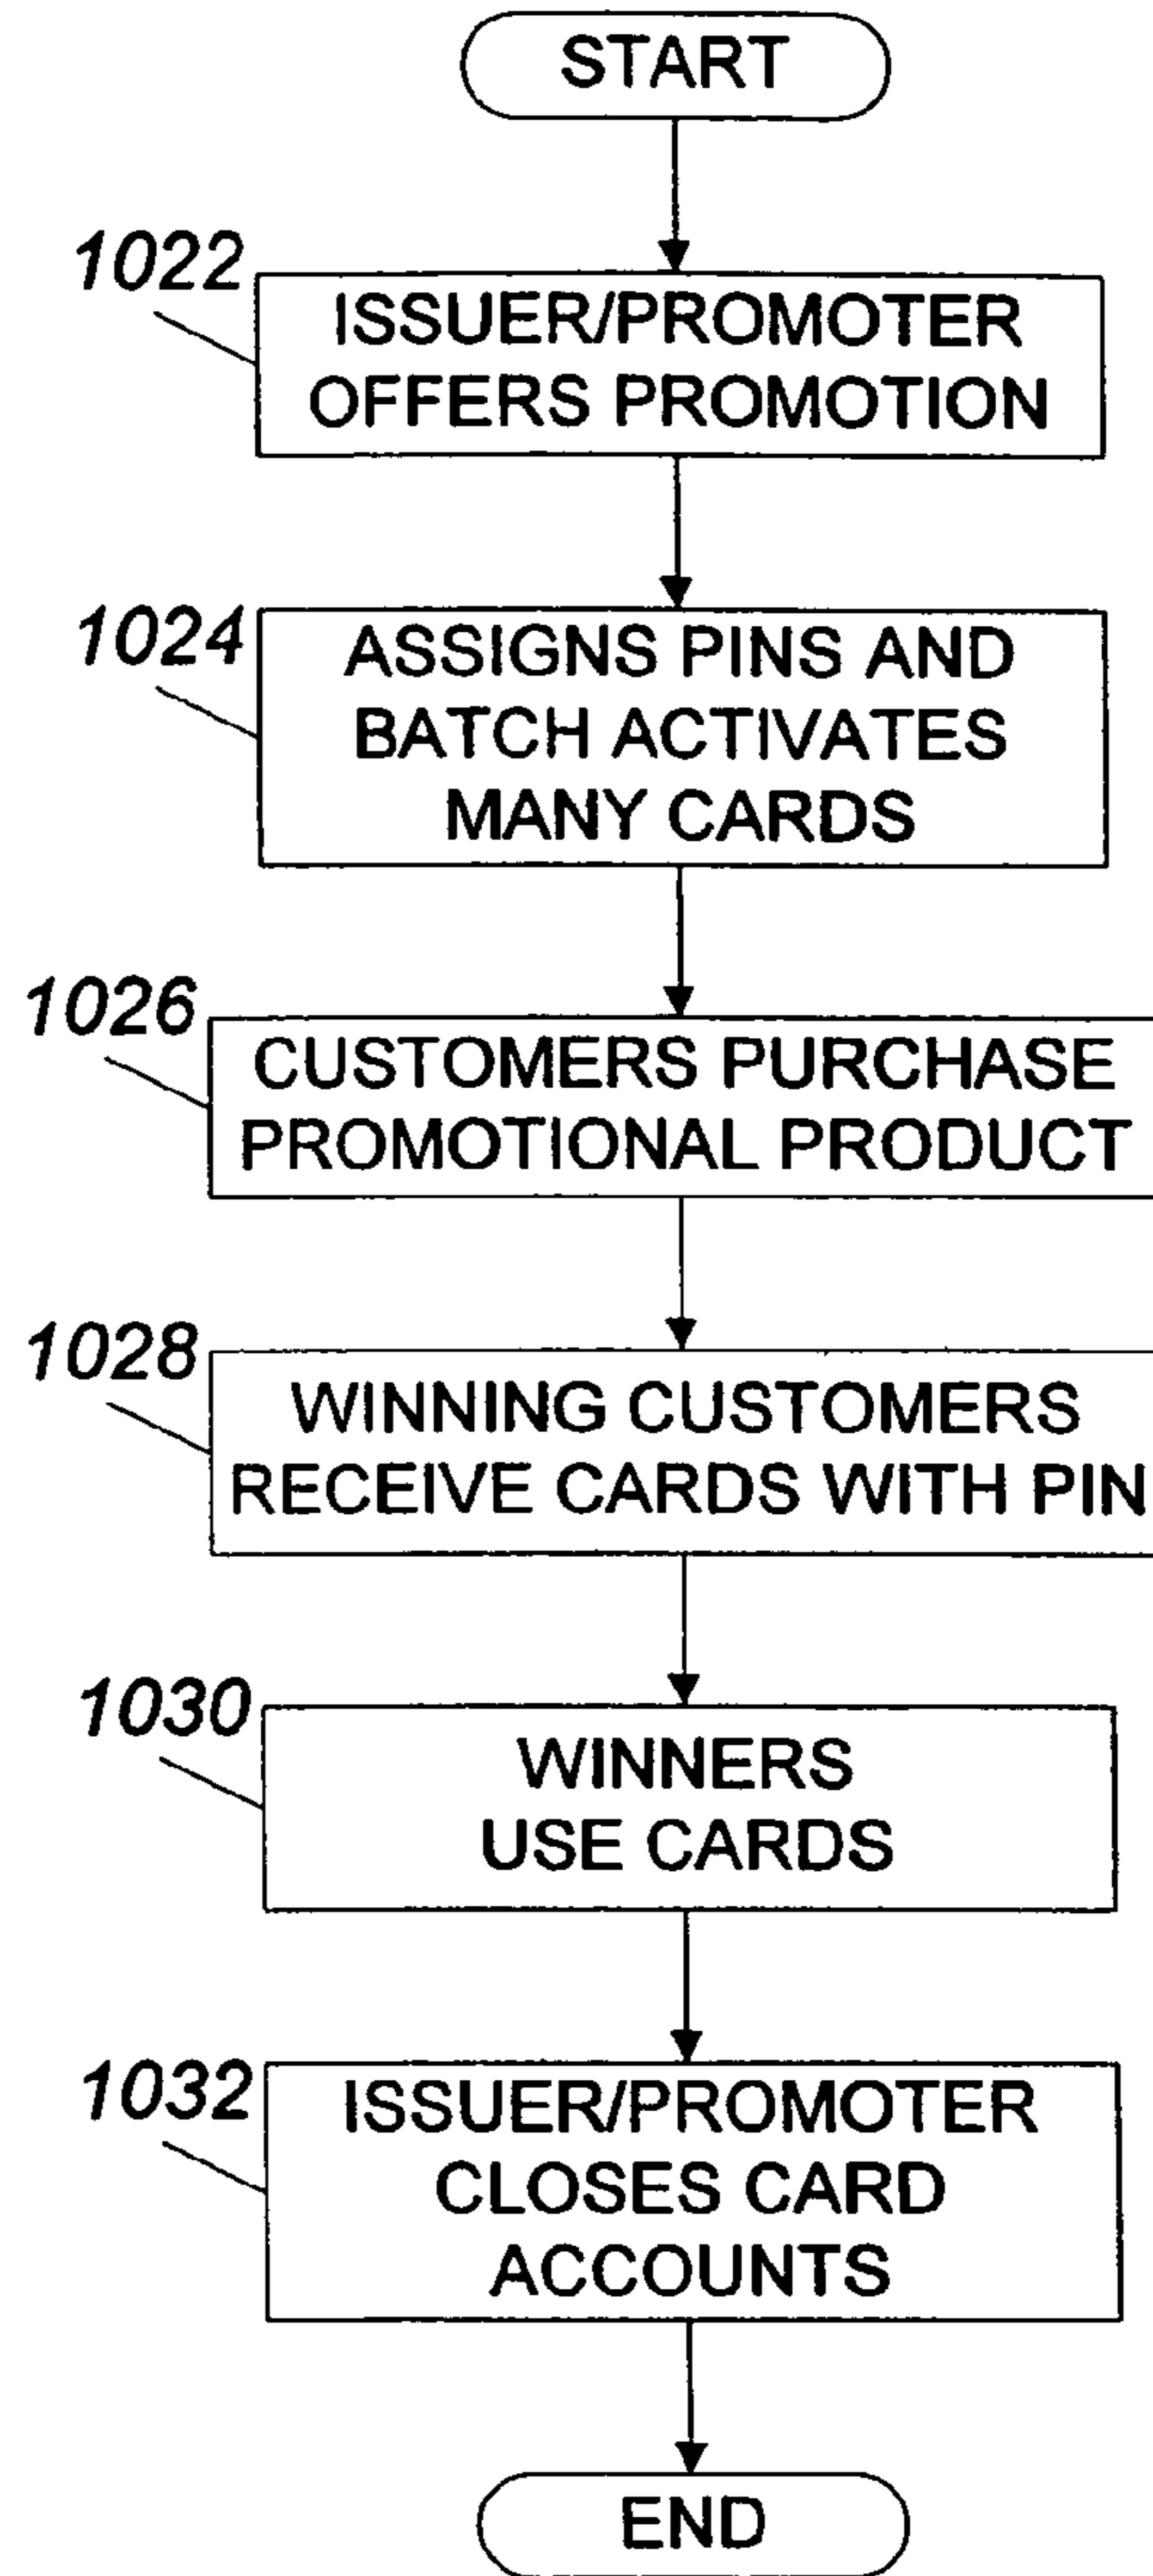 START
1022
ISSUER/PROMOTER
OFFERS PROMOTION
1024
ASSIGNS PINS AND
BATCH ACTIVATES
MANY CARDS
1026
CUSTOMERS PURCHASE
PROMOTIONAL PRODUCT
1028
WINNING CUSTOMERS
RECEIVE CARDS WITH PIN
1030
WINNERS
USE CARDS
1032
ISSUER/PROMOTER
CLOSES CARD
ACCOUNTS
END